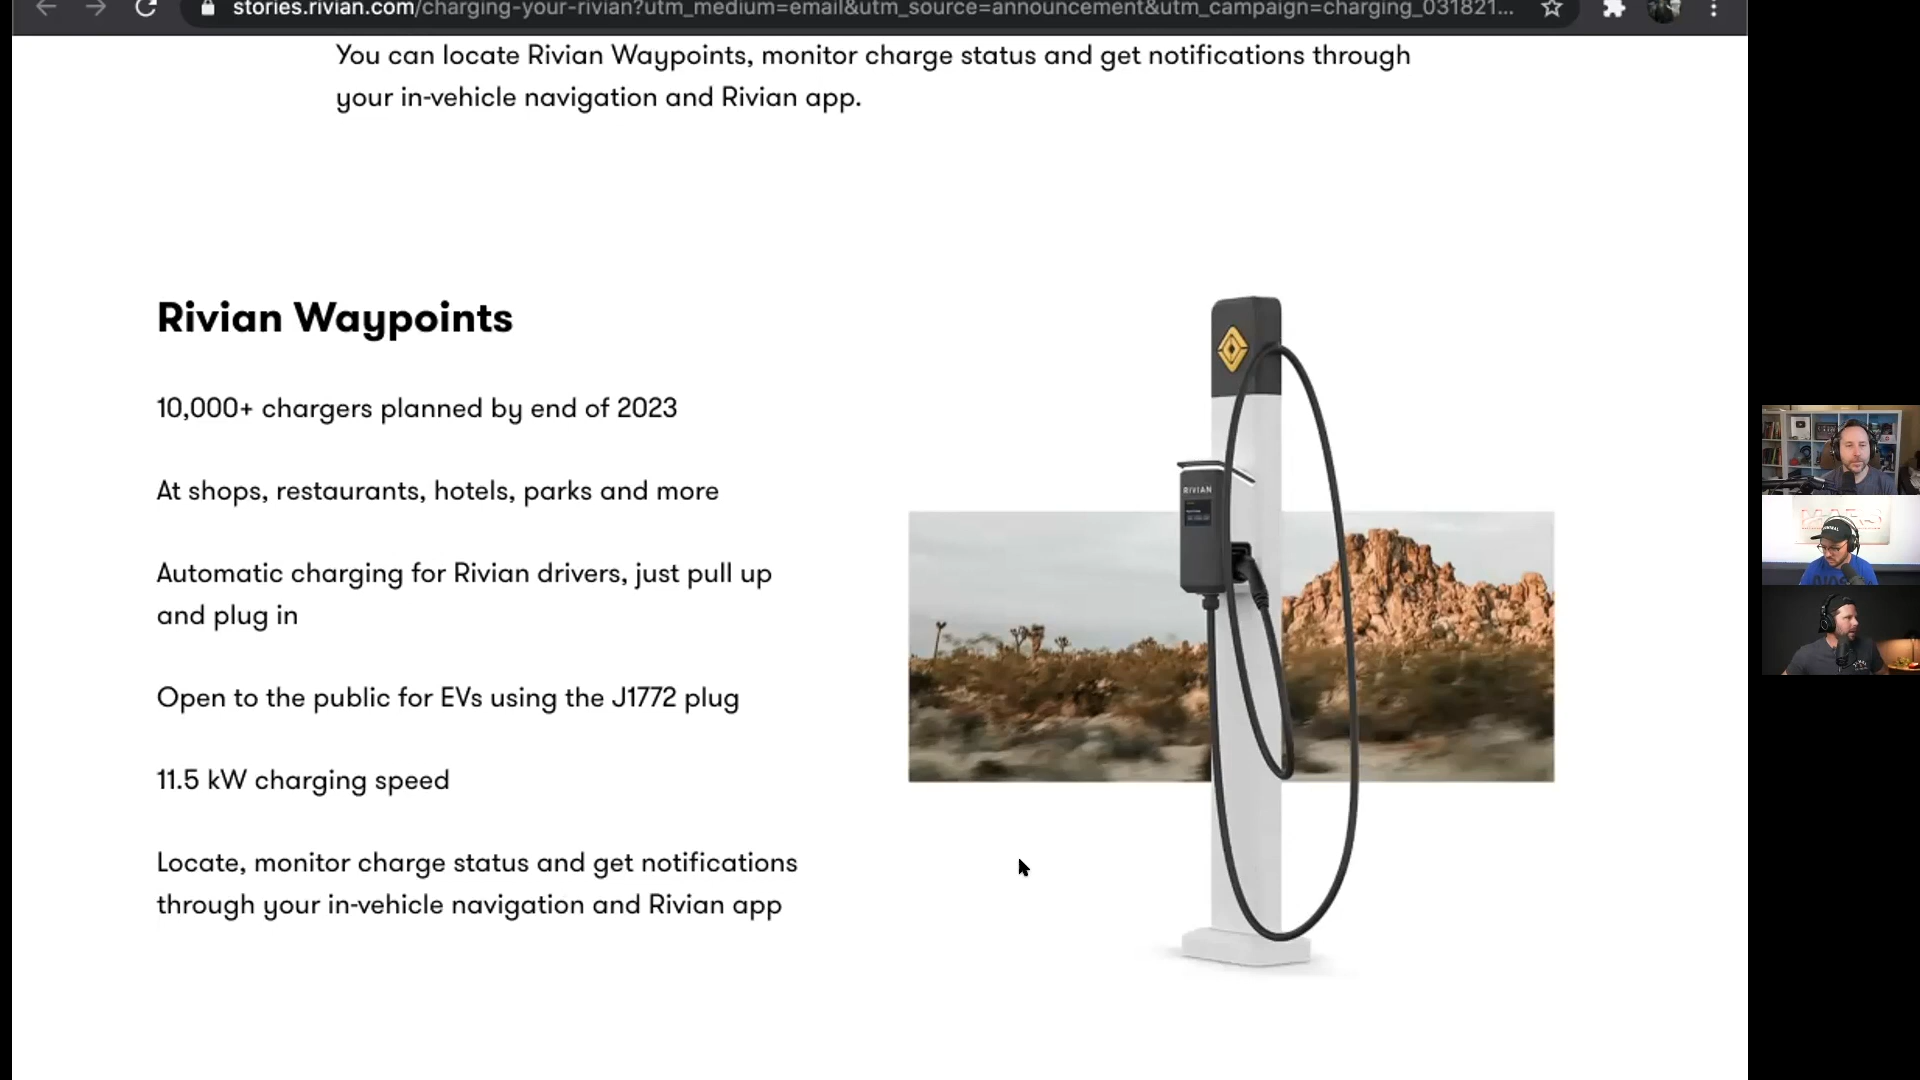 stories.rivian.com/charging-your-rivian?utm_medium=email&utm_source=announcement&utm_campaign=charging_031821...
You can locate Rivian Waypoints, monitor charge status and get notifications through
your in-vehicle navigation and Rivian app.
Rivian Waypoints
10,000+ chargers planned by end of 2023
At shops, restaurants, hotels, parks and more
Automatic charging for Rivian drivers, just pull up
and plug in
Open to the public for EVs using the J1772 plug
11.5 kW charging speed
Locate, monitor charge status and get notifications
through your in-vehicle navigation and Rivian app
RIVIAN
MARS